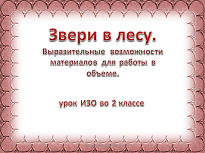 Звери в лесу.
Выразительные возможности
материалов для работы в
объеме.
урок ИЗО во 2 классе